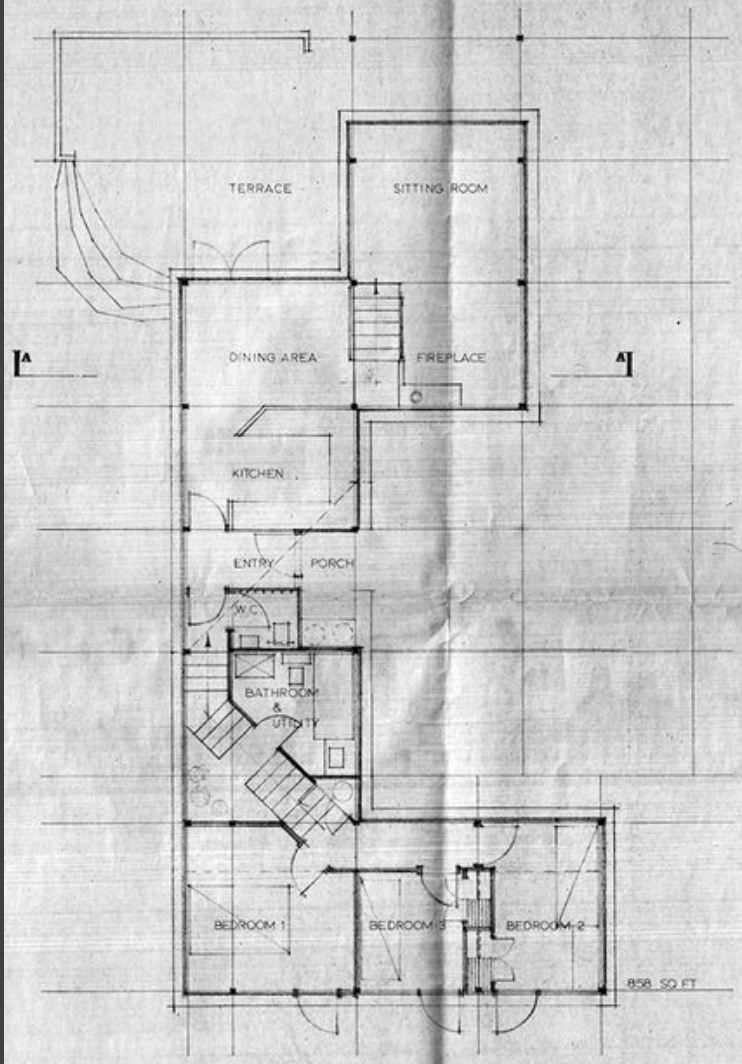 TERRACE
SITTING ROOM
A
A
DINING AREA
FIREPLACE
KITCHEN
ENTRY
PORCH
W.C.
BATHROOM
&
UTILITY
BEDROOM 1
BEDROOM 3
BEDROOM 2
858 SQ FT